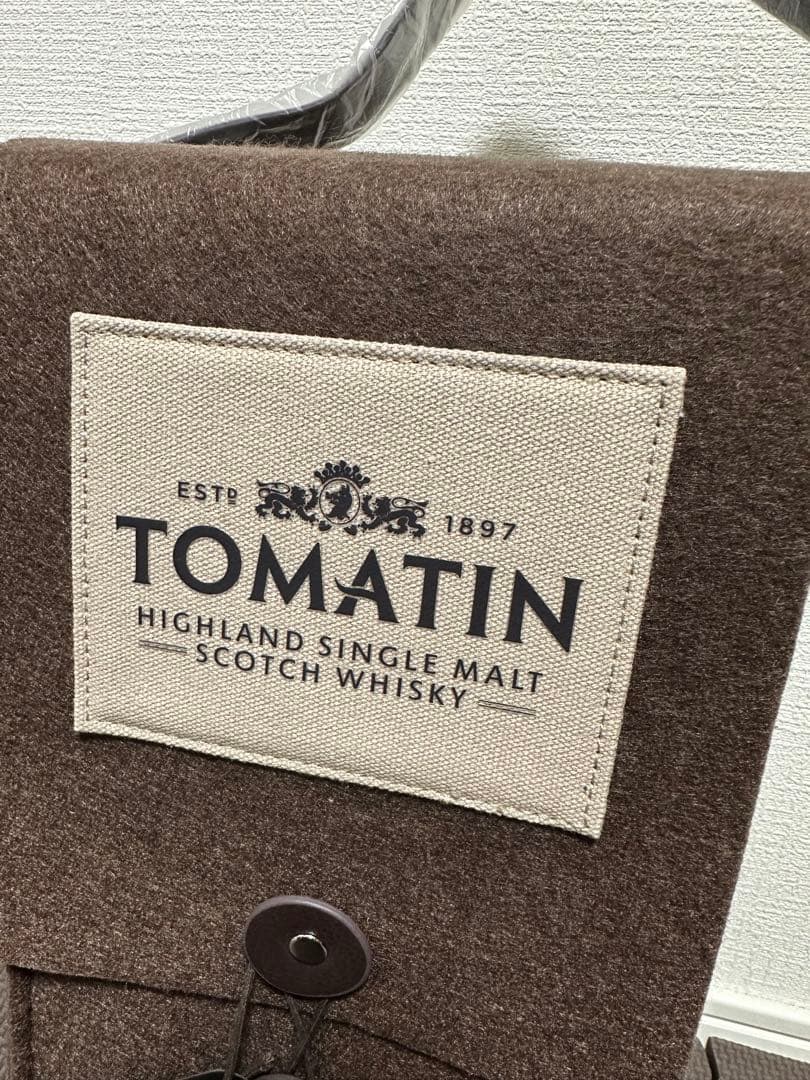 ESTD 1897
TOMATIN
HIGHLAND SINGLE MALT
SCOTCH WHISKY